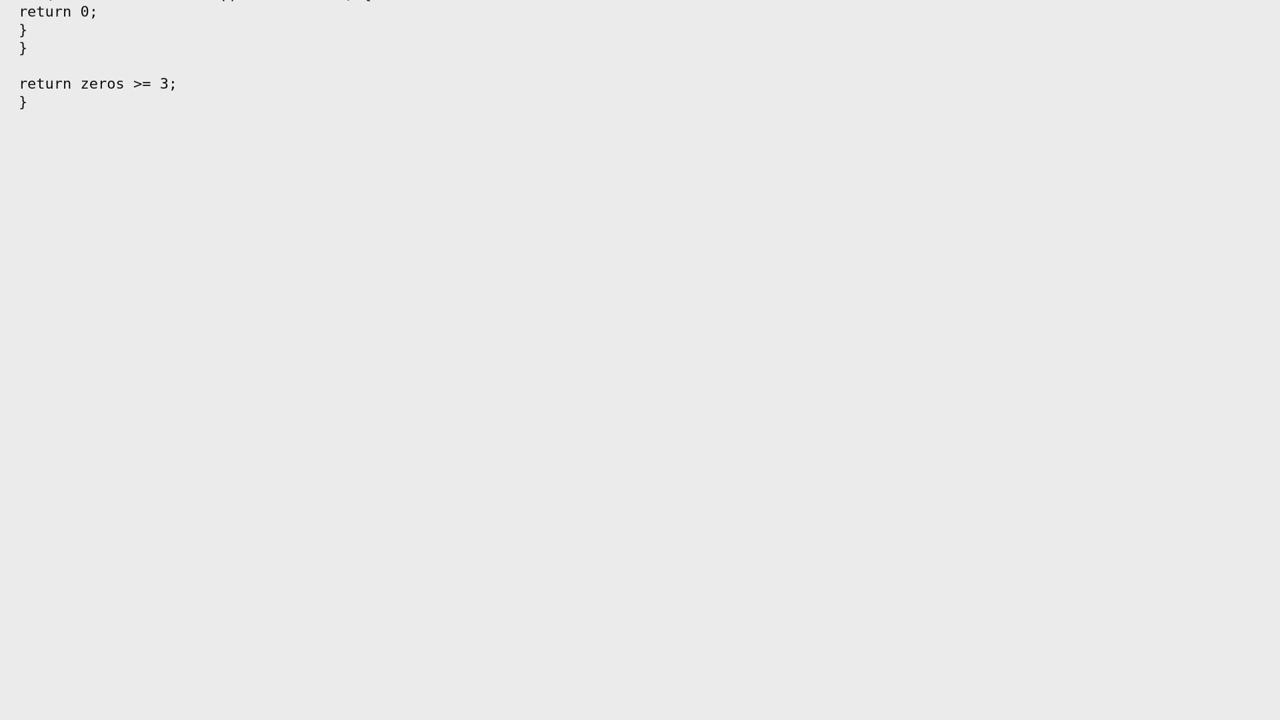 return 0;
}
}

return zeros >= 3;
}